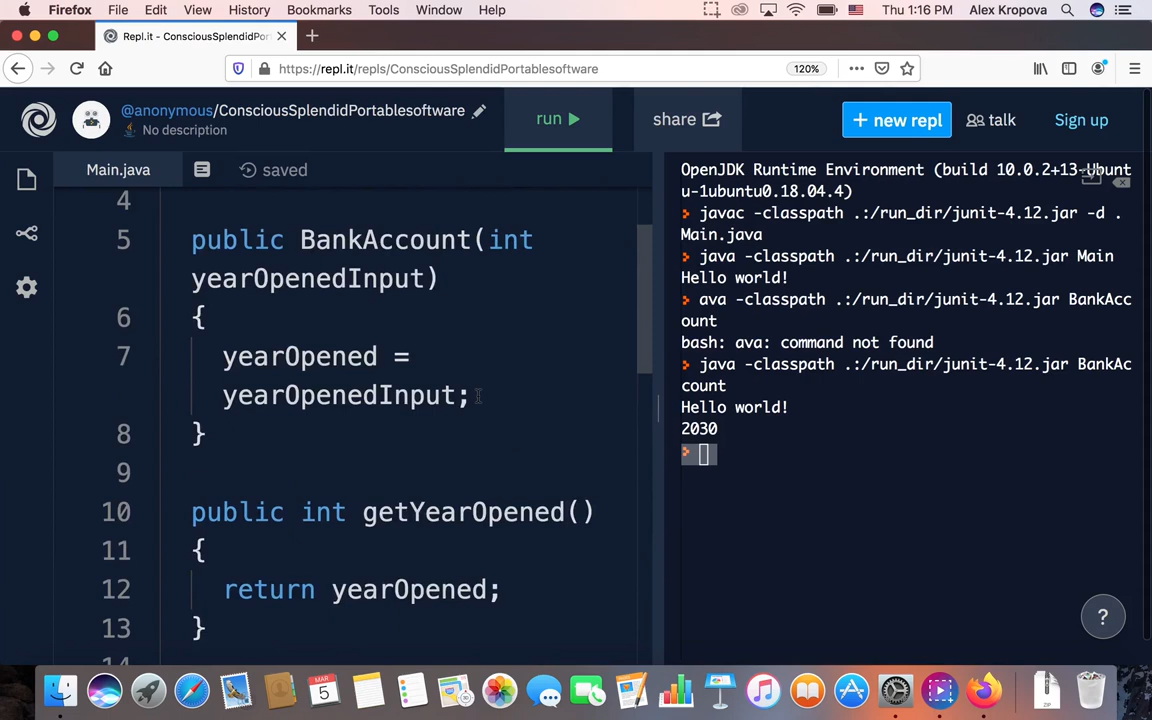 Firefox File Edit View History Bookmarks Tools Window Help Thu 1:16 PM Alex Kropova
Repl.it - ConsciousSplendidPor
https://repl.it/repls/ConsciousSplendidPortablesoftware 120%
@anonymous/ConsciousSplendidPortablesoftware
No description
run
share
+ new repl
talk
Sign up
Main.java
saved
4
5 public BankAccount(int
yearOpenedInput)
6 {
7 yearOpened =
yearOpenedInput;
8 }
9
10 public int getYearOpened()
11 {
12 return yearOpened;
13 }
14
OpenJDK Runtime Environment (build 10.0.2+13-Ubunt
u-1ubuntu0.18.04.4)
javac -classpath .:/run_dir/junit-4.12.jar -d .
Main.java
java -classpath .:/run_dir/junit-4.12.jar Main
Hello world!
ava -classpath .:/run_dir/junit-4.12.jar BankAcc
ount
bash: ava: command not found
java -classpath .:/run_dir/junit-4.12.jar BankAc
count
Hello world!
2030
?
MAR
5
ZIP